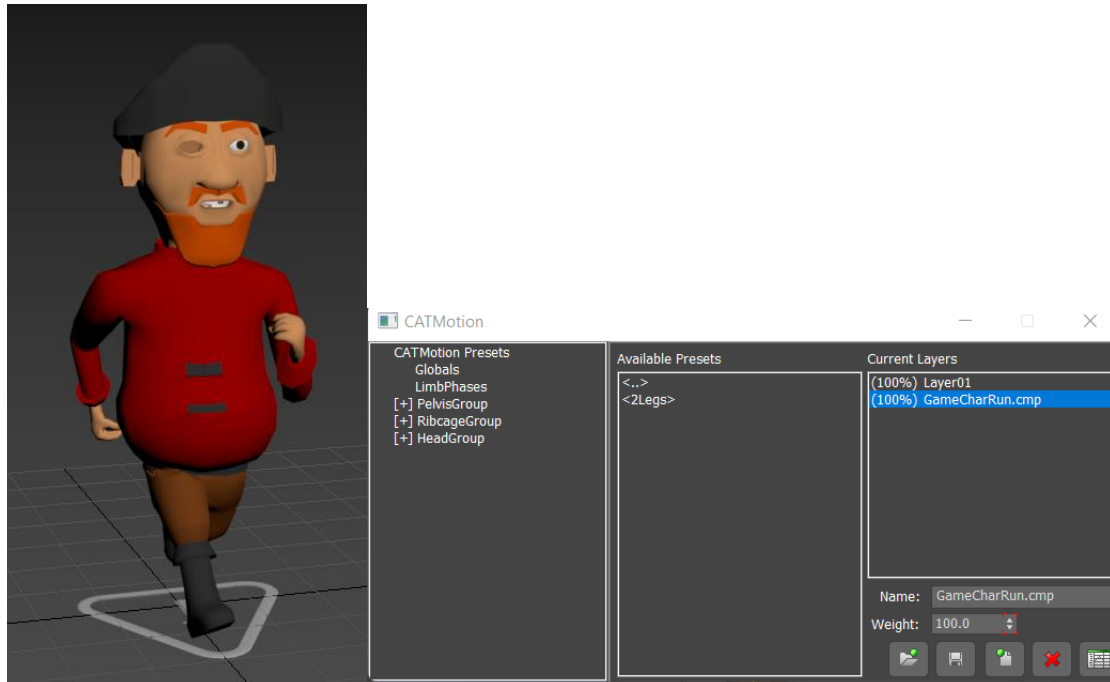 CATMotion
CATMotion Presets
Globals
LimbPhases
[+] PelvisGroup
[+] RibcageGroup
[+] HeadGroup
Available Presets
<..>
<2Legs>
Current Layers
(100%) Layer01
(100%) GameCharRun.cmp
Name: GameCharRun.cmp
Weight: 100.0